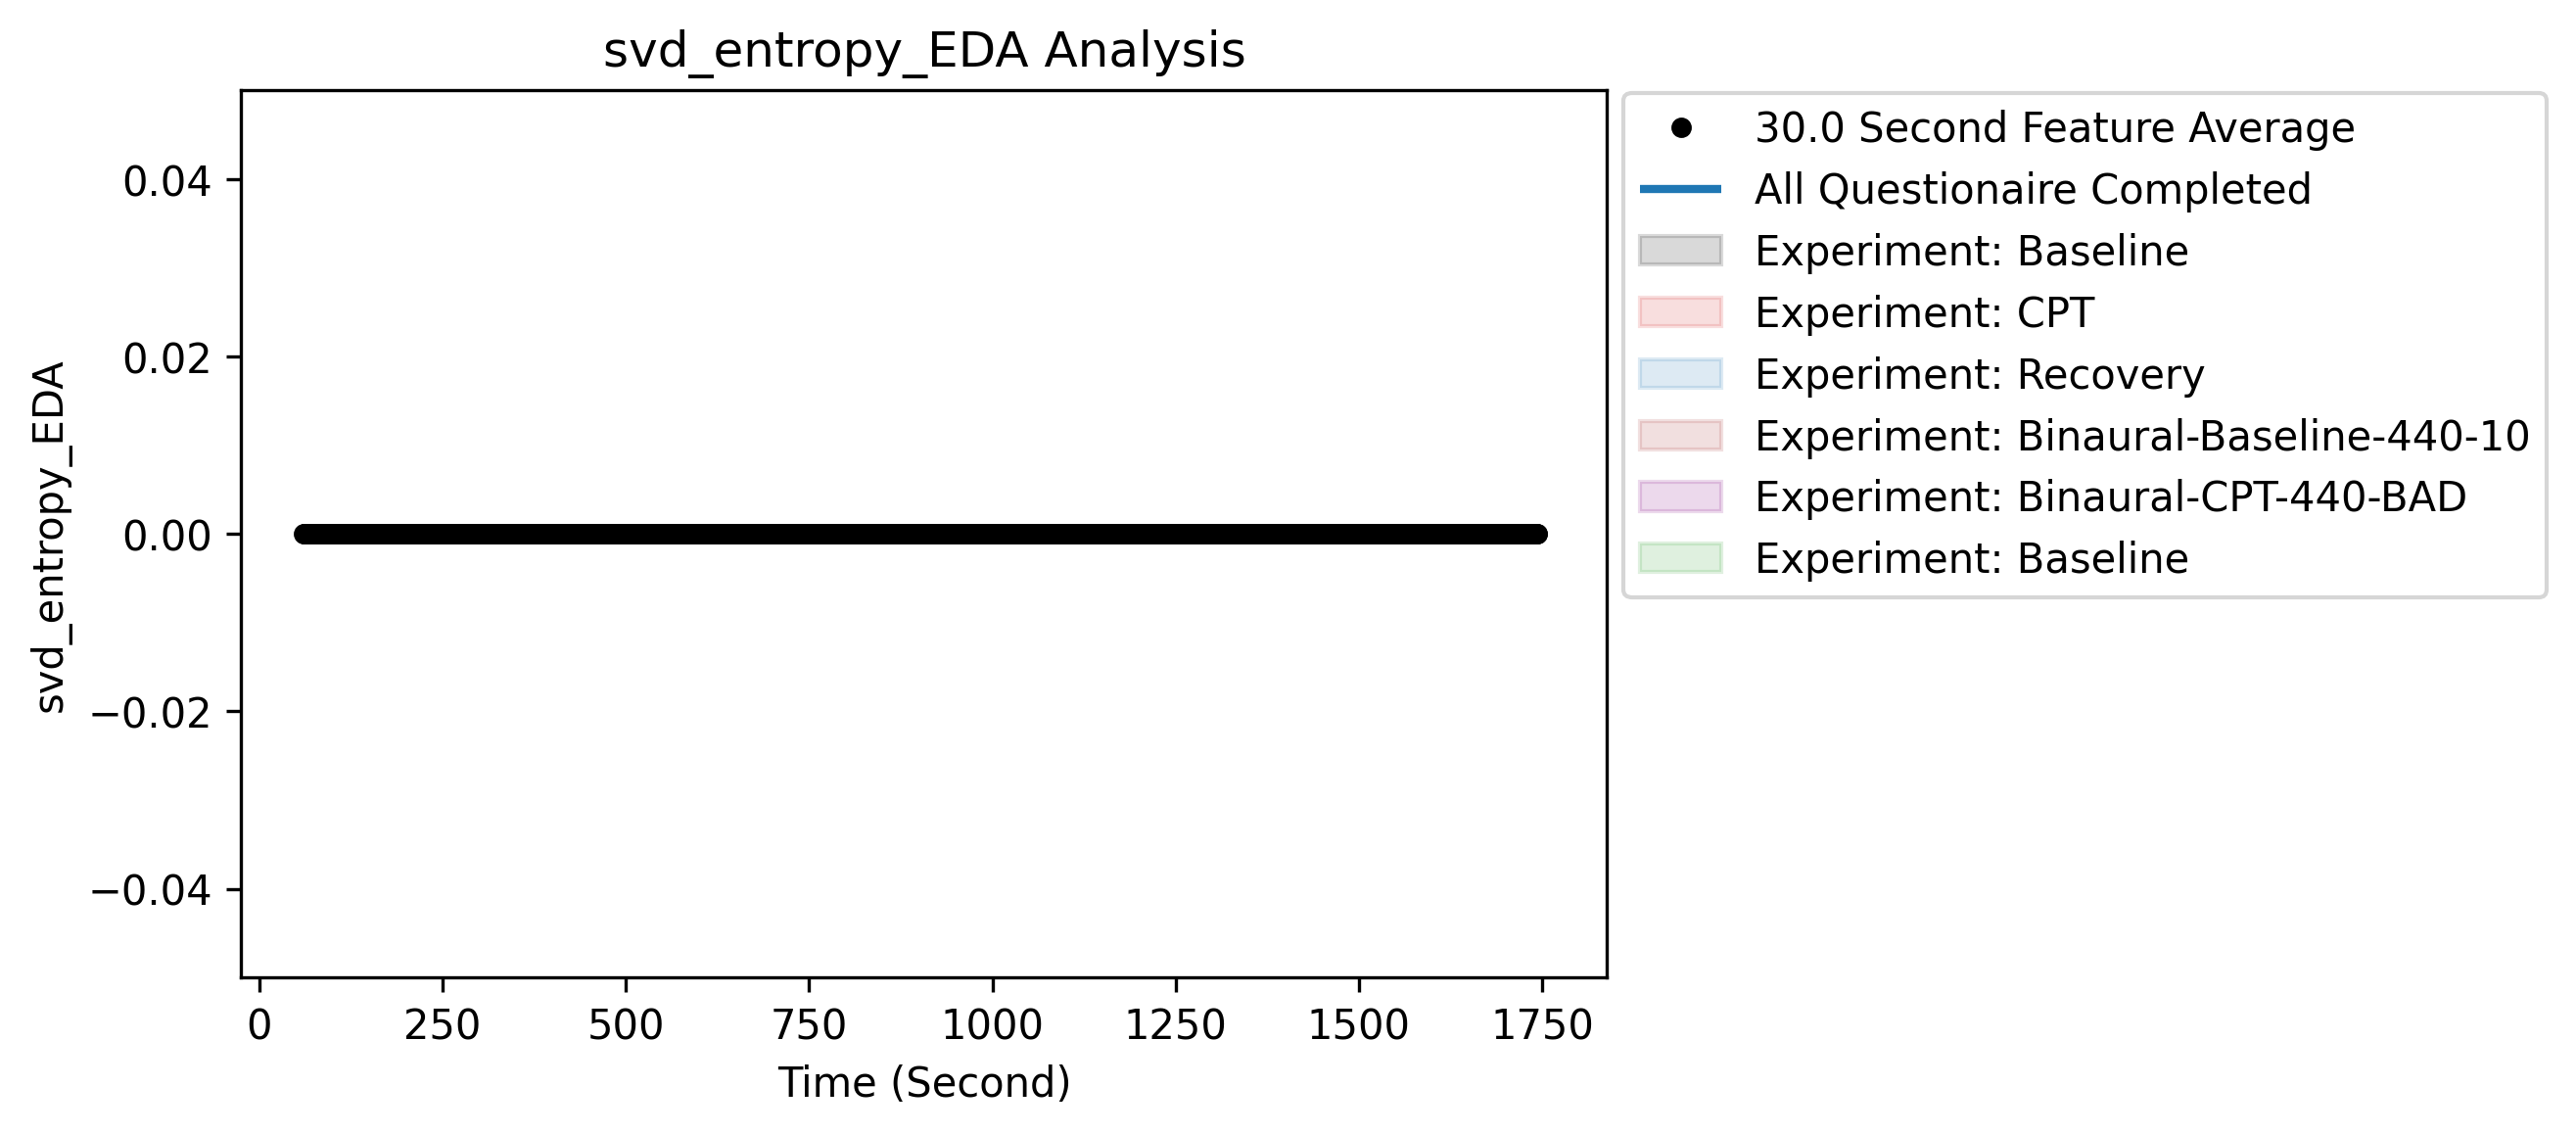 svd_entropy_EDA Analysis
svd_entropy_EDA
0.04
0.02
0.00
−0.02
−0.04
0 250 500 750 1000 1250 1500 1750
Time (Second)
30.0 Second Feature Average
All Questionaire Completed
Experiment: Baseline
Experiment: CPT
Experiment: Recovery
Experiment: Binaural-Baseline-440-10
Experiment: Binaural-CPT-440-BAD
Experiment: Baseline